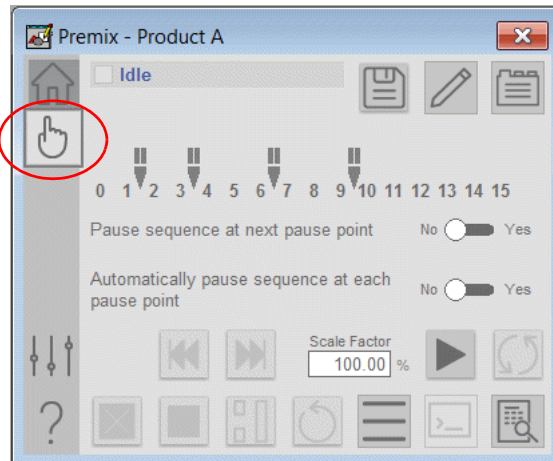 Premix - Product A
Idle
0 1 2 3 4 5 6 7 8 9 10 11 12 13 14 15
Pause sequence at next pause point No Yes
Automatically pause sequence at each
pause point No Yes
Scale Factor
100.00 %
?